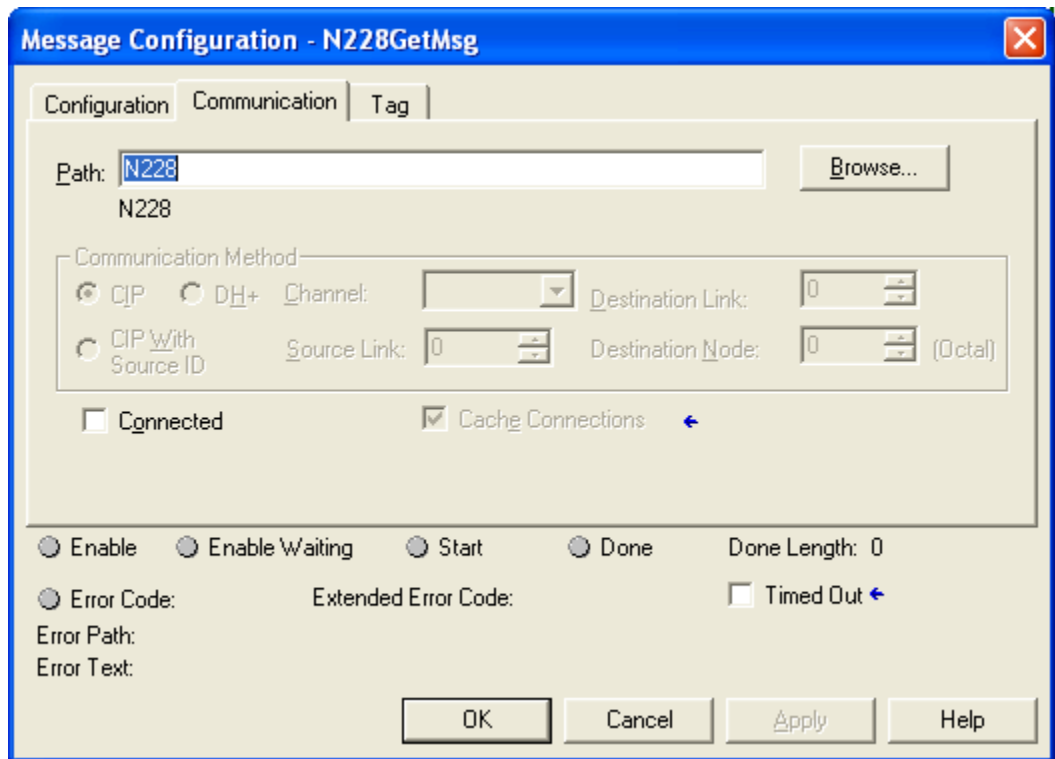 Message Configuration - N228GetMsg
Configuration Communication Tag
Path: N228 Browse...
N228
Communication Method
CIP DH+ Channel: Destination Link: 0
CIP With Source ID Source Link: 0 Destination Node: 0 (Octal)
Connected Cache Connections
Enable Enable Waiting Start Done Done Length: 0
Error Code: Extended Error Code: Timed Out
Error Path:
Error Text:
OK Cancel Apply Help